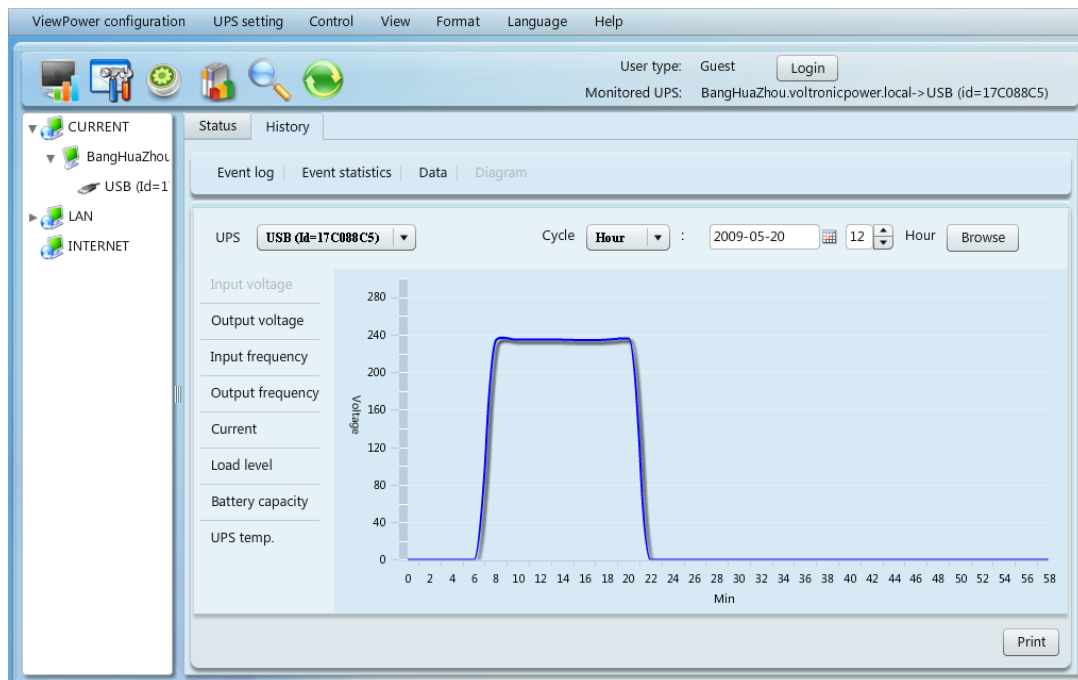 ViewPower configuration UPS setting Control View Format Language Help
User type: Guest Login
Monitored UPS: BangHuaZhou.voltronicpower.local->USB (id=17C088C5)
CURRENT
BangHuaZhou
USB (Id=1
LAN
INTERNET
Status History
Event log Event statistics Data Diagram
UPS USB (Id=17C088C5) Cycle Hour : 2009-05-20 12 Hour Browse
Input voltage
Output voltage
Input frequency
Output frequency
Current
Load level
Battery capacity
UPS temp.
Voltage
280
240
200
160
120
80
40
0
0 2 4 6 8 10 12 14 16 18 20 22 24 26 28 30 32 34 36 38 40 42 44 46 48 50 52 54 56 58
Min
Print